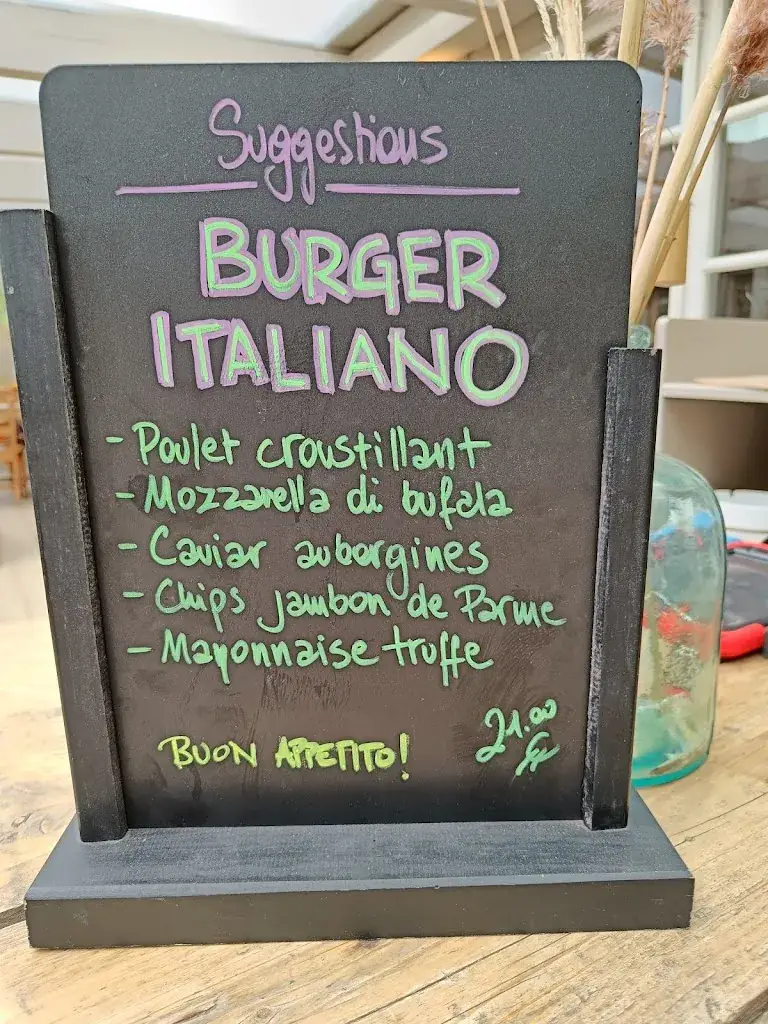 Suggestions
BURGER
ITALIANO
- Poulet croustillant
- Mozzarella di bufala
- Caviar aubergines
- Chips jambon de Parme
- Mayonnaise truffe
21.00
BUON APPETITO!